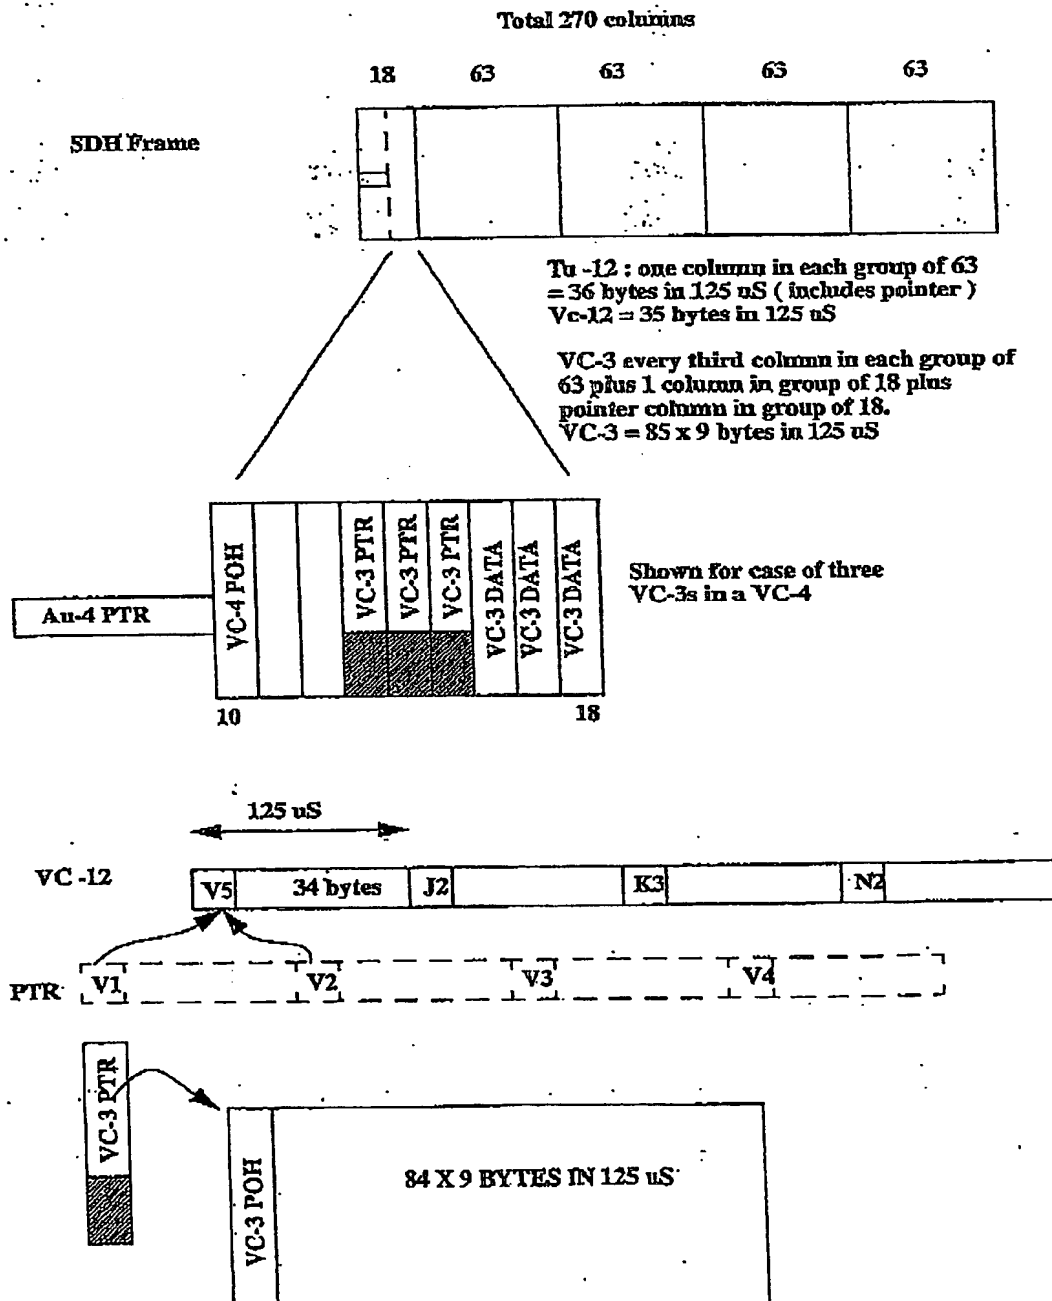 Total 270 columns
18 63 63 63 63
SDH Frame
Tu -12 : one column in each group of 63
= 36 bytes in 125 uS ( includes pointer )
Vc-12 = 35 bytes in 125 uS
VC-3 every third column in each group of
63 plus 1 column in group of 18 plus
pointer column in group of 18.
VC-3 = 85 x 9 bytes in 125 uS
Au-4 PTR
VC-4 POH
VC-3 PTR
VC-3 PTR
VC-3 PTR
VC-3 DATA
VC-3 DATA
VC-3 DATA
Shown for case of three
VC-3s in a VC-4
10 18
125 uS
VC -12
V5 34 bytes J2 K3 N2
PTR V1 V2 V3 V4
VC-3 PTR
VC-3 POH
84 X 9 BYTES IN 125 uS